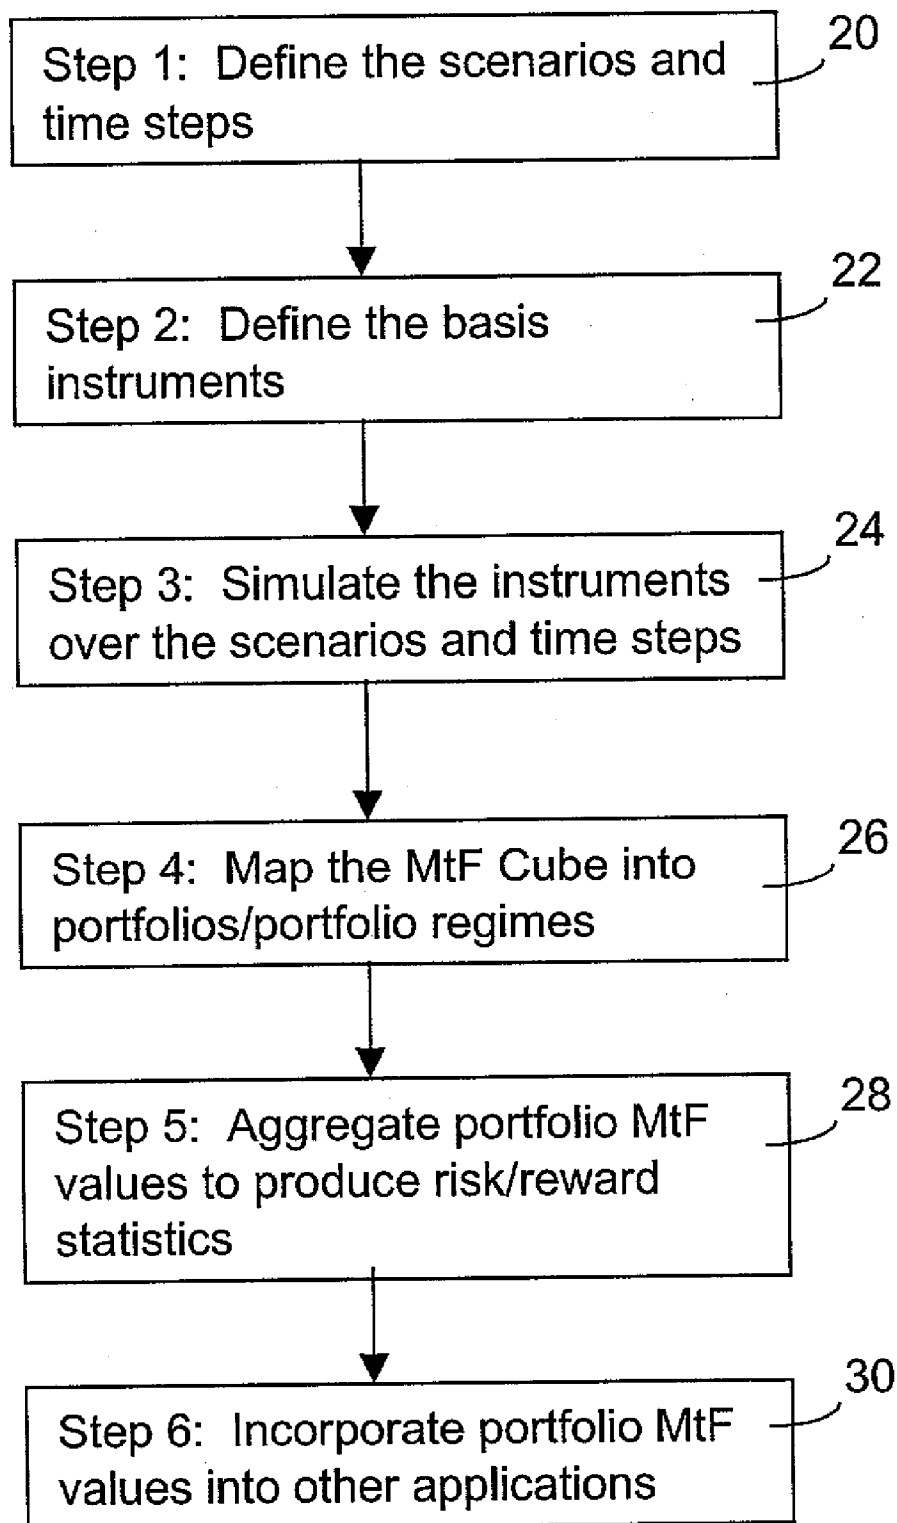 20
Step 1: Define the scenarios and
time steps
22
Step 2: Define the basis
instruments
24
Step 3: Simulate the instruments
over the scenarios and time steps
26
Step 4: Map the MtF Cube into
portfolios/portfolio regimes
28
Step 5: Aggregate portfolio MtF
values to produce risk/reward
statistics
30
Step 6: Incorporate portfolio MtF
values into other applications